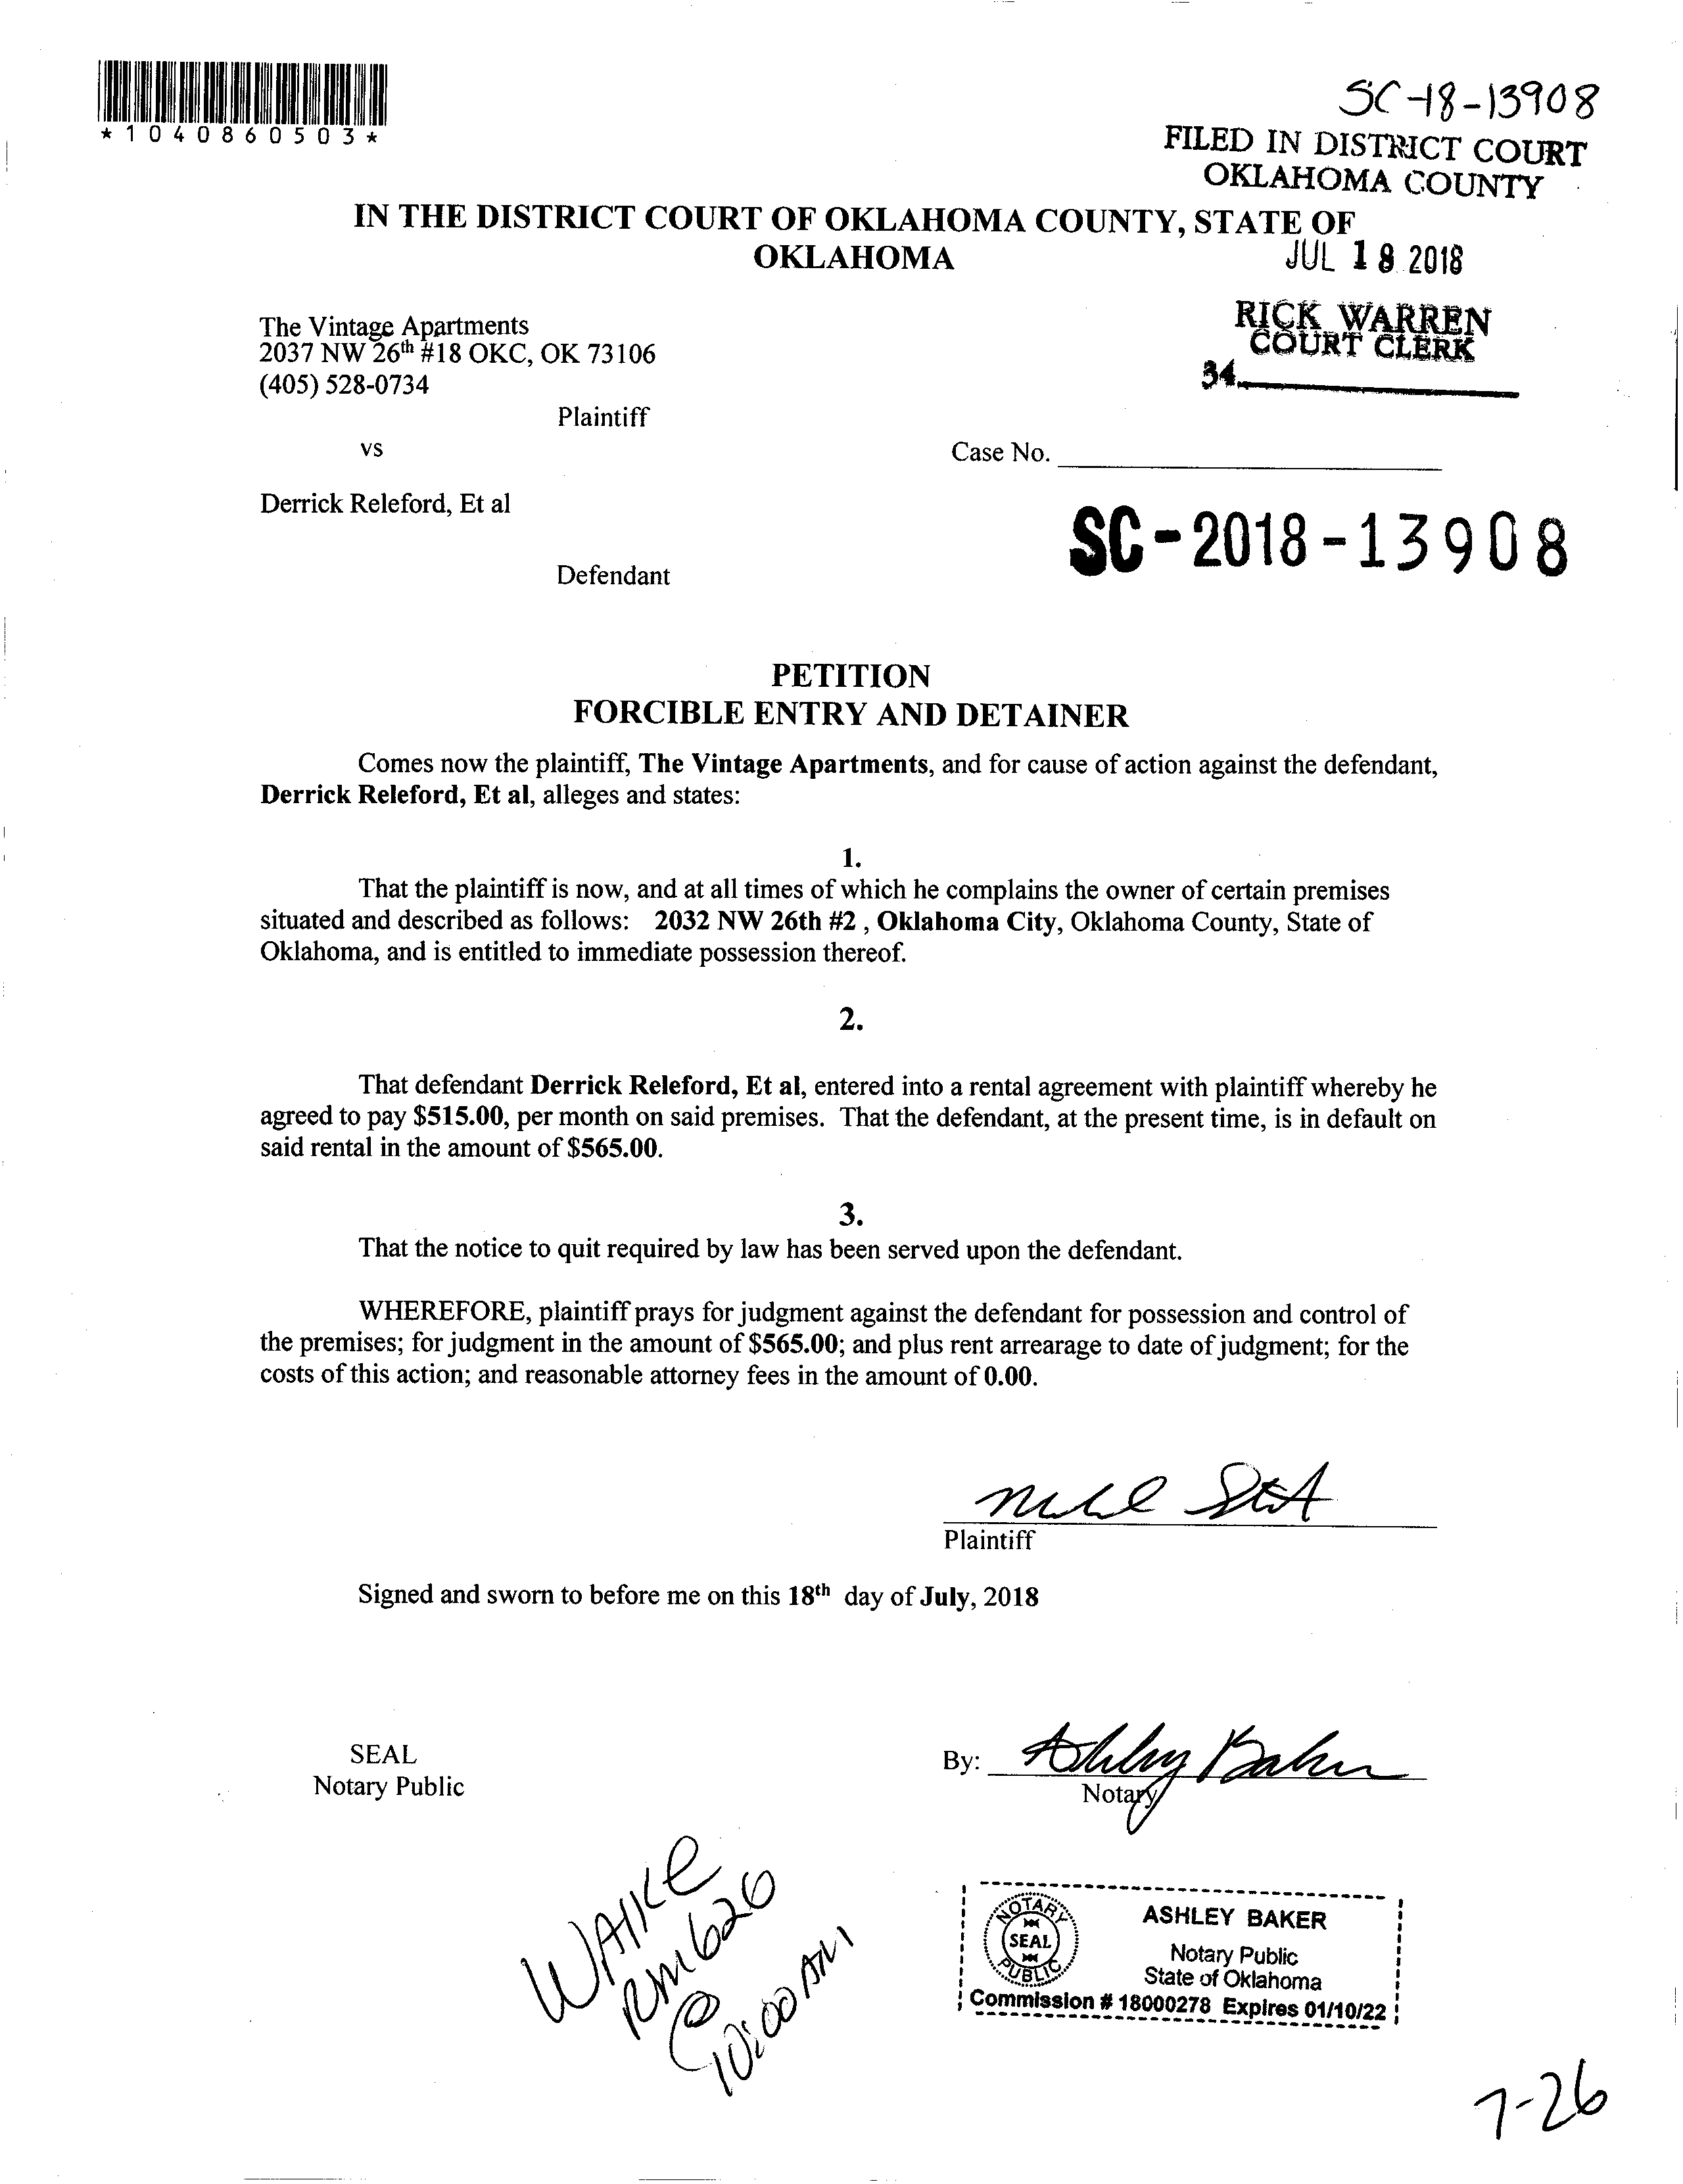 *1040860503*
SC-18-13908
FILED IN DISTRICT COURT
OKLAHOMA COUNTY
IN THE DISTRICT COURT OF OKLAHOMA COUNTY, STATE OF
OKLAHOMA
JUL 18 2018
RICK WARREN
COURT CLERK
34
The Vintage Apartments
2037 NW 26th #18 OKC, OK 73106
(405) 528-0734
Plaintiff
vs
Case No.
Derrick Releford, Et al
SC-2018-13908
Defendant
PETITION
FORCIBLE ENTRY AND DETAINER
Comes now the plaintiff, The Vintage Apartments, and for cause of action against the defendant,
Derrick Releford, Et al, alleges and states:
1.
That the plaintiff is now, and at all times of which he complains the owner of certain premises
situated and described as follows: 2032 NW 26th #2 , Oklahoma City, Oklahoma County, State of
Oklahoma, and is entitled to immediate possession thereof.
2.
That defendant Derrick Releford, Et al, entered into a rental agreement with plaintiff whereby he
agreed to pay $515.00, per month on said premises. That the defendant, at the present time, is in default on
said rental in the amount of $565.00.
3.
That the notice to quit required by law has been served upon the defendant.
WHEREFORE, plaintiff prays for judgment against the defendant for possession and control of
the premises; for judgment in the amount of $565.00; and plus rent arrearage to date of judgment; for the
costs of this action; and reasonable attorney fees in the amount of 0.00.
Plaintiff
Signed and sworn to before me on this 18th day of July, 2018
SEAL
Notary Public
By: Ashley Baker
Notary
RM 626
@
10:00 AM
NOTARY
SEAL
PUBLIC
ASHLEY BAKER
Notary Public
State of Oklahoma
Commission # 18000278 Expires 01/10/22
7-26